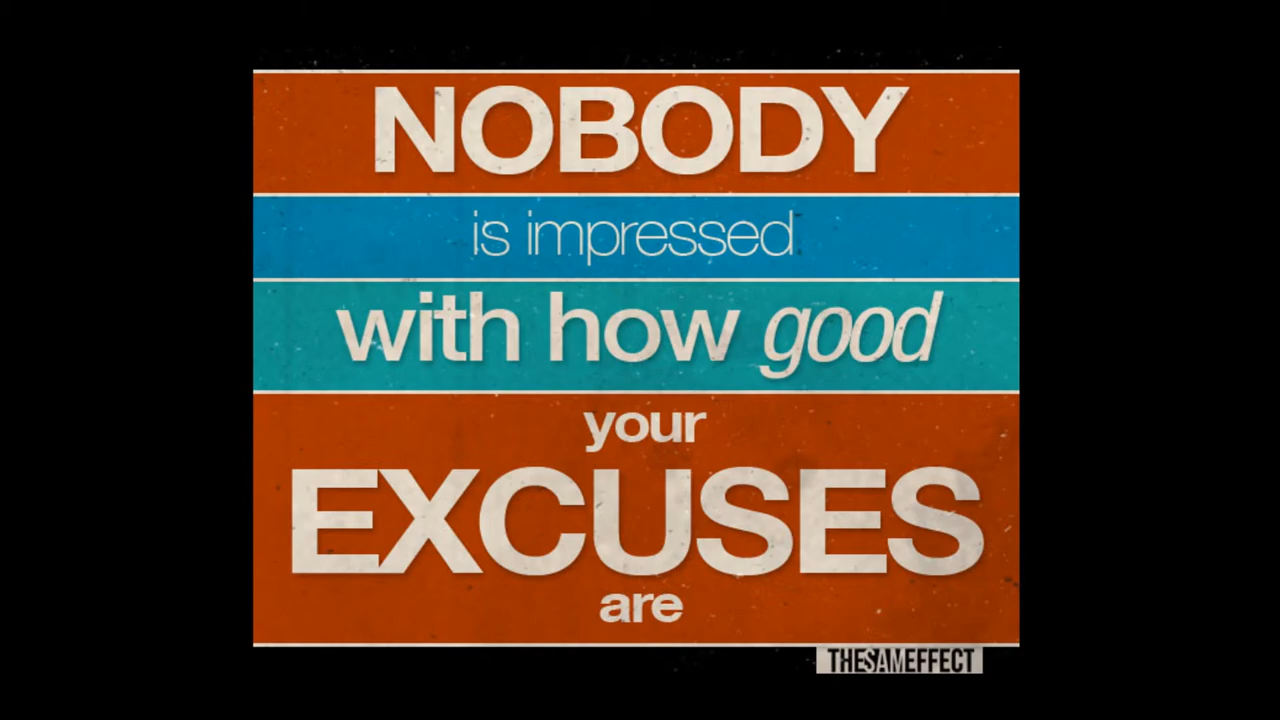 NOBODY
is impressed
with how good
your
EXCUSES
are
THESAMEFFECT